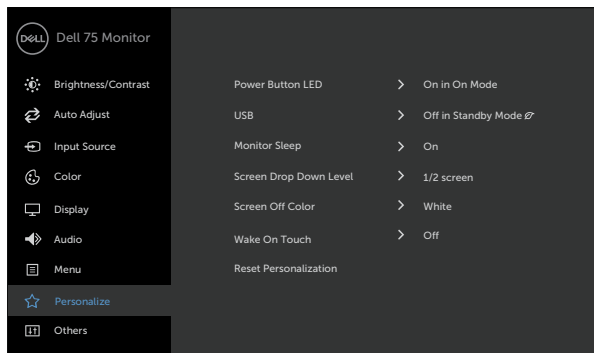 DELL Dell 75 Monitor
Brightness/Contrast Power Button LED > On in On Mode
Auto Adjust USB > Off in Standby Mode
Input Source Monitor Sleep > On
Color Screen Drop Down Level > 1/2 screen
Display Screen Off Color > White
Audio Wake On Touch > Off
Menu Reset Personalization
Personalize
Others